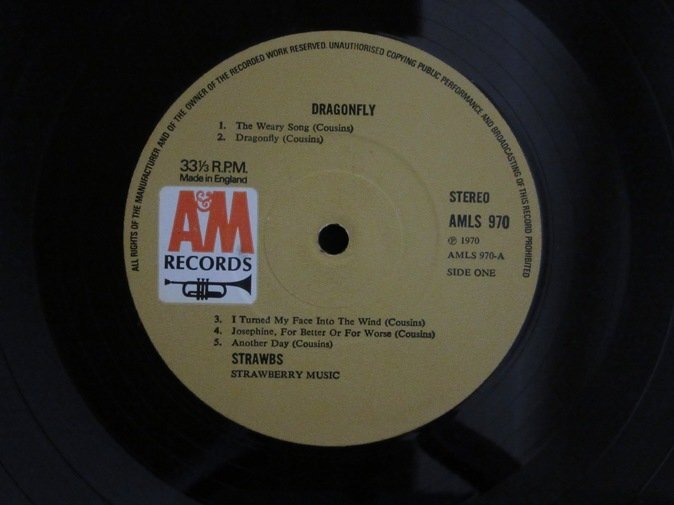 ALL RIGHTS OF THE MANUFACTURER AND OF THE OWNER OF THE RECORDED WORK RESERVED. UNAUTHORISED COPYING PUBLIC PERFORMANCE AND BROADCASTING OF THIS RECORD PROHIBITED
DRAGONFLY
1. The Weary Song (Cousins)
2. Dragonfly (Cousins)
33⅓ R.P.M.
Made in England
A&M
RECORDS
STEREO
AMLS 970
℗ 1970
AMLS 970-A
SIDE ONE
3. I Turned My Face Into The Wind (Cousins)
4. Josephine, For Better Or For Worse (Cousins)
5. Another Day (Cousins)
STRAWBS
STRAWBERRY MUSIC